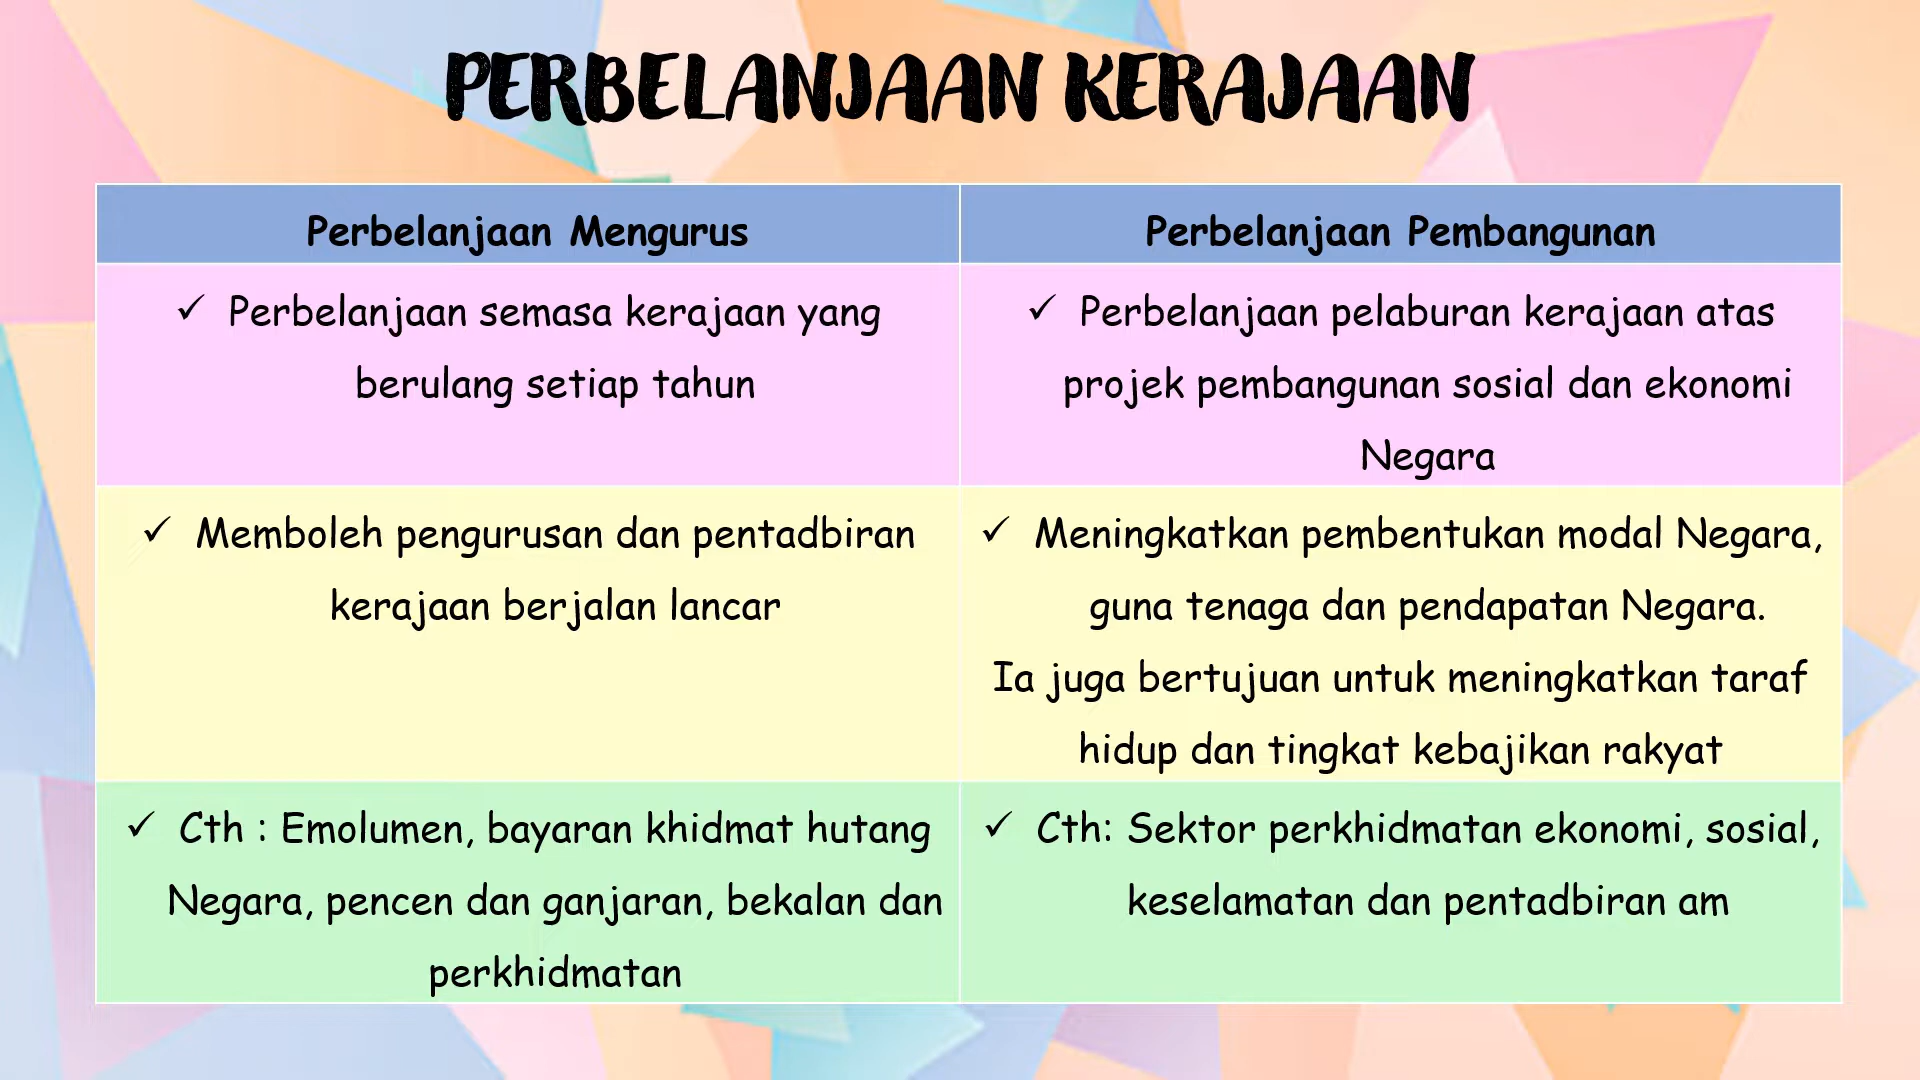 PERBELANJAAN KERAJAAN
Perbelanjaan Mengurus
Perbelanjaan Pembangunan
✓ Perbelanjaan semasa kerajaan yang
berulang setiap tahun
✓ Perbelanjaan pelaburan kerajaan atas
projek pembangunan sosial dan ekonomi
Negara
✓ Memboleh pengurusan dan pentadbiran
kerajaan berjalan lancar
✓ Meningkatkan pembentukan modal Negara,
guna tenaga dan pendapatan Negara.
Ia juga bertujuan untuk meningkatkan taraf
hidup dan tingkat kebajikan rakyat
✓ Cth : Emolumen, bayaran khidmat hutang
Negara, pencen dan ganjaran, bekalan dan
perkhidmatan
✓ Cth: Sektor perkhidmatan ekonomi, sosial,
keselamatan dan pentadbiran am